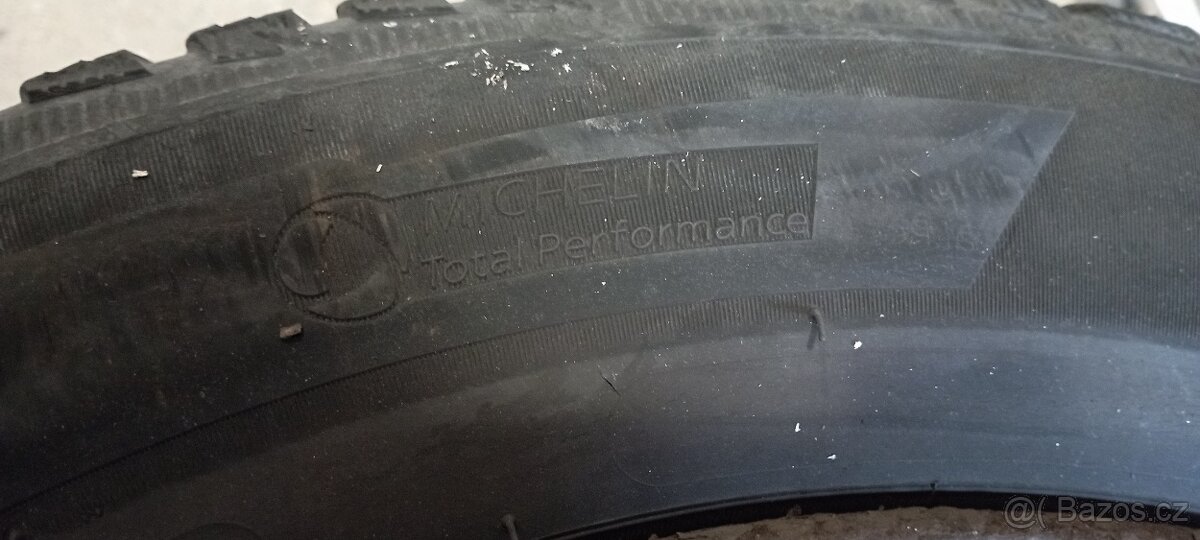 MICHELIN
Total Performance
@( Bazos.cz